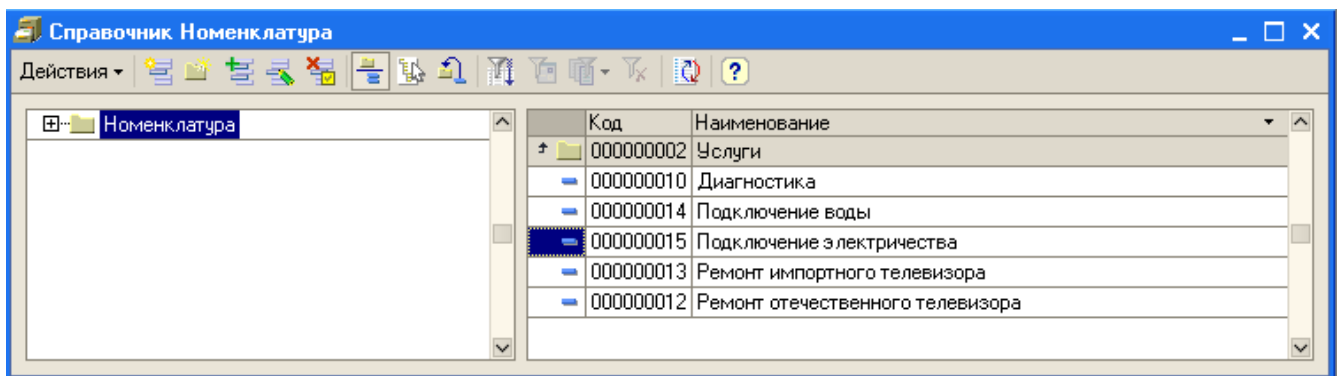 Справочник Номенклатура
Действия
Номенклатура
Код Наименование
000000002 Услуги
000000010 Диагностика
000000014 Подключение воды
000000015 Подключение электричества
000000013 Ремонт импортного телевизора
000000012 Ремонт отечественного телевизора